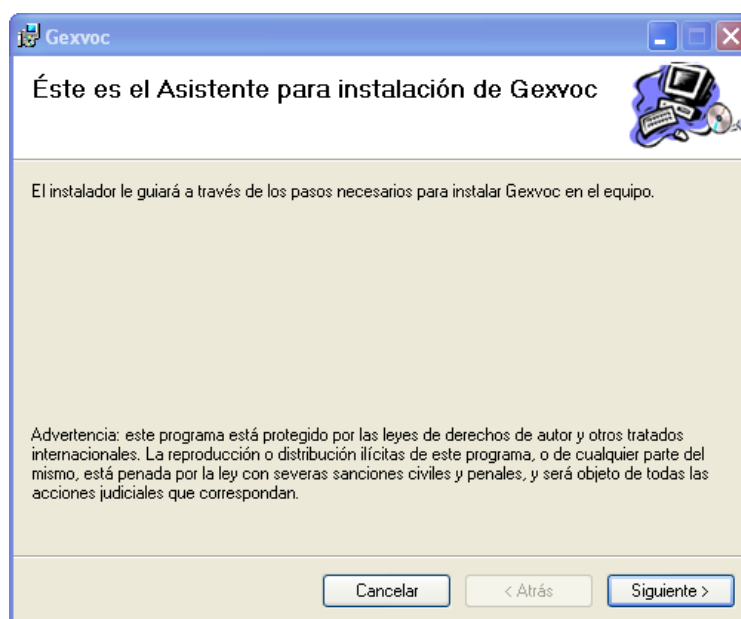 Gexvoc
Éste es el Asistente para instalación de Gexvoc
El instalador le guiará a través de los pasos necesarios para instalar Gexvoc en el equipo.
Advertencia: este programa está protegido por las leyes de derechos de autor y otros tratados
internacionales. La reproducción o distribución ilícitas de este programa, o de cualquier parte del
mismo, está penada por la ley con severas sanciones civiles y penales, y será objeto de todas las
acciones judiciales que correspondan.
Cancelar
< Atrás
Siguiente >